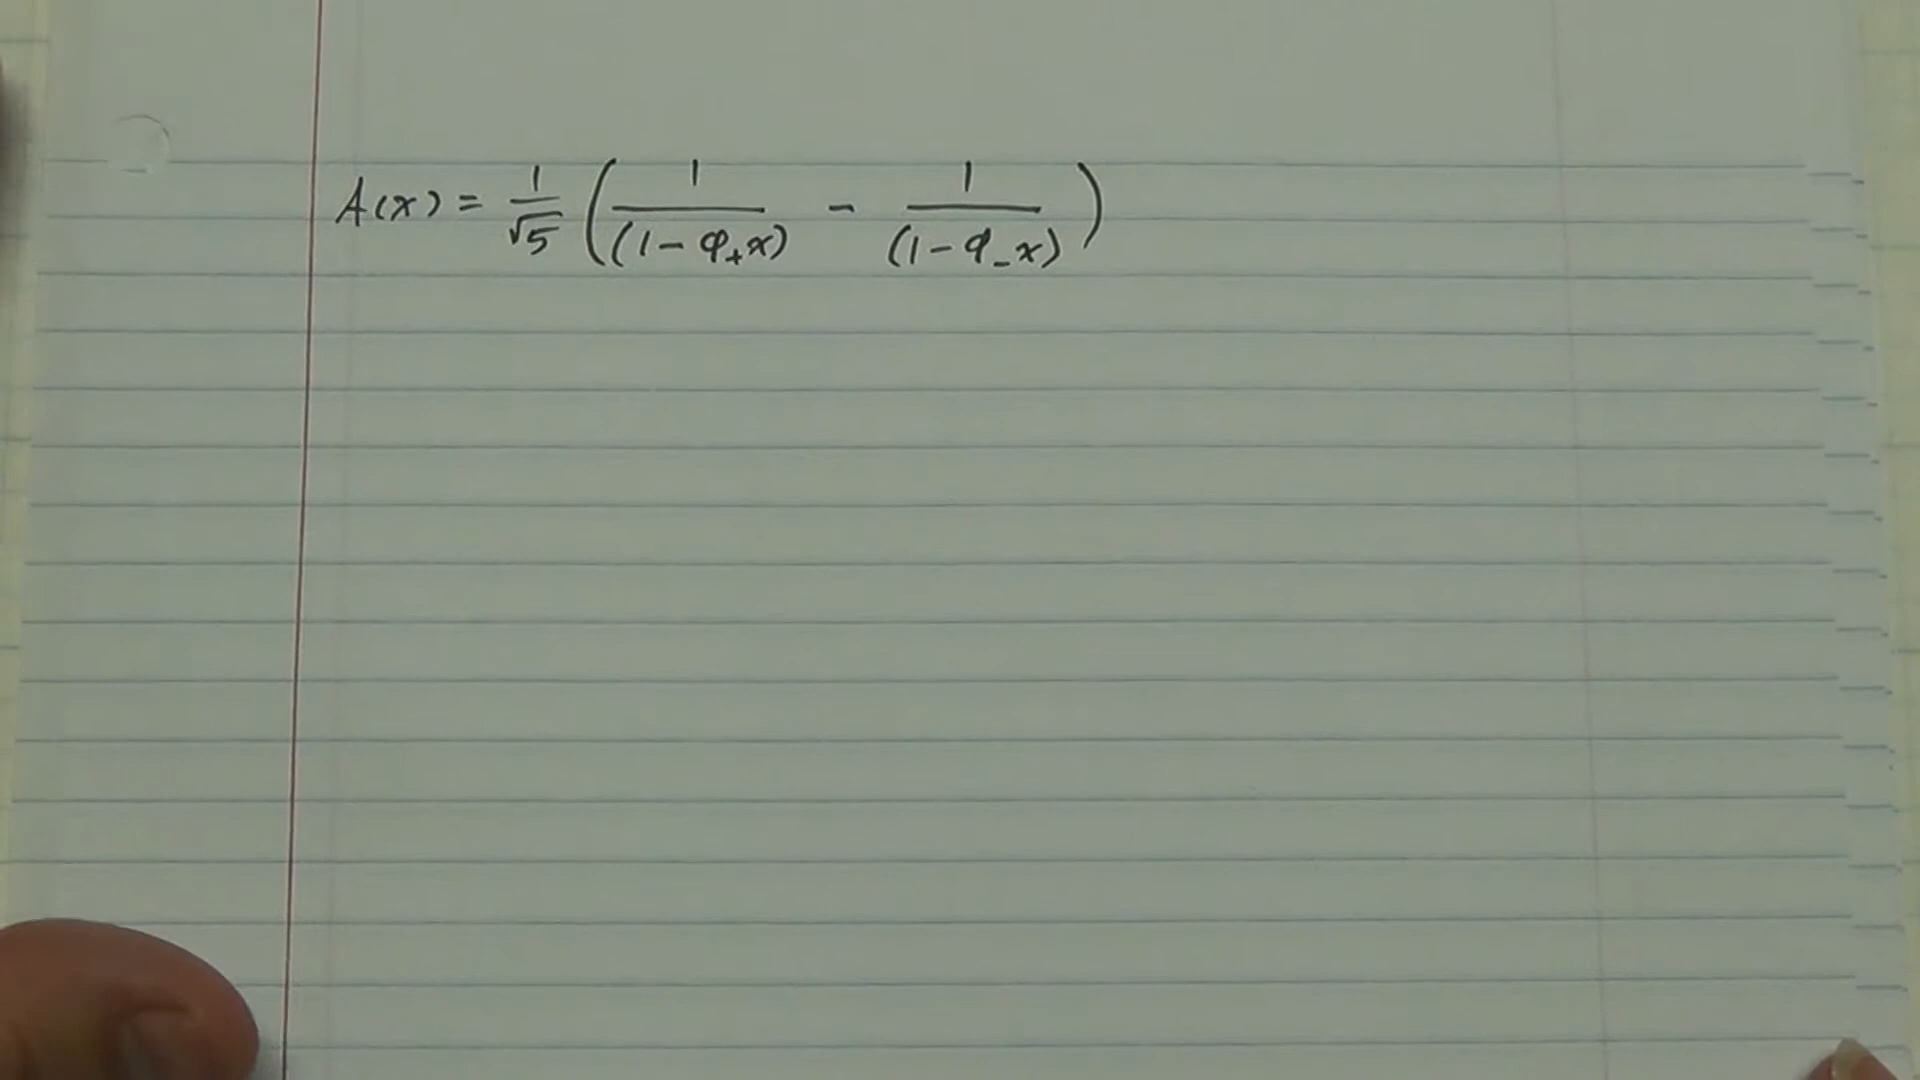 A(x) = 1/√5 ( 1/(1 - φ₊x) - 1/(1 - φ₋x) )